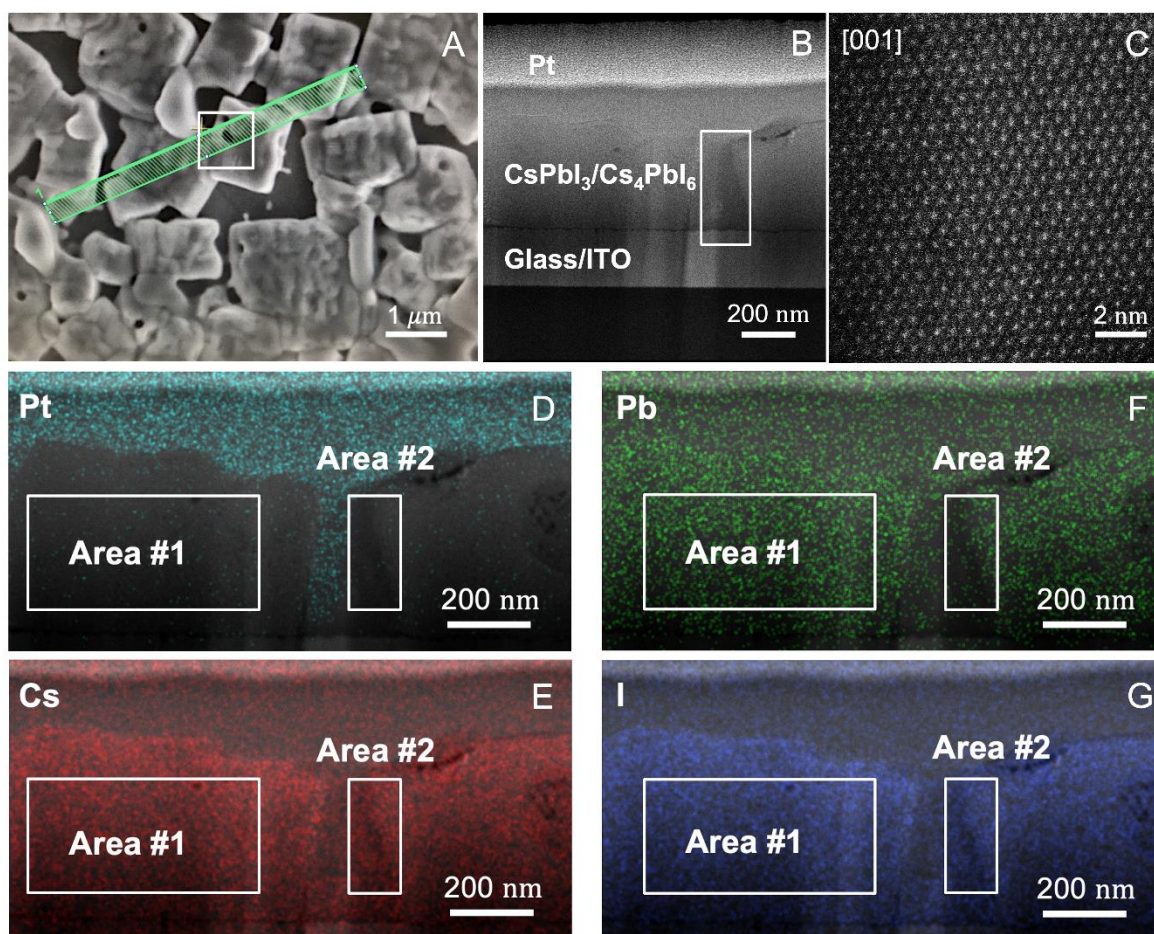 A
1 μm
B
Pt
CsPbI₃/Cs₄PbI₆
Glass/ITO
200 nm
[001]
C
2 nm
Pt
D
Area #2
Area #1
200 nm
Pb
F
Area #2
Area #1
200 nm
Cs
E
Area #2
Area #1
200 nm
I
G
Area #2
Area #1
200 nm